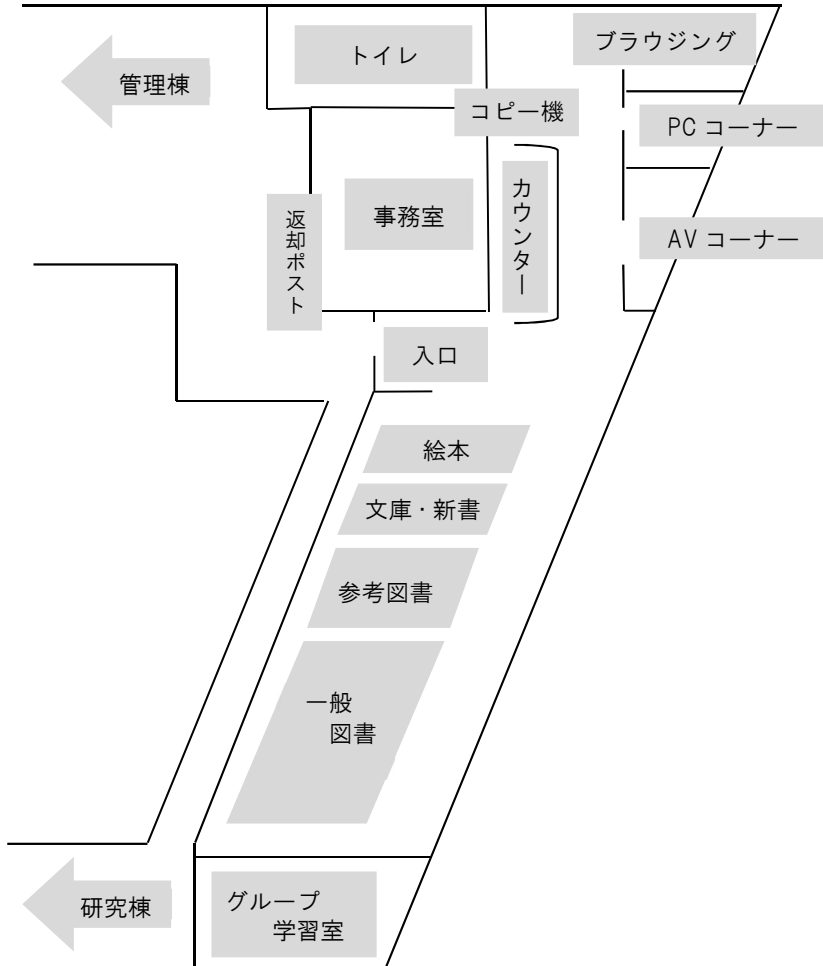 トイレ
ブラウジング
管理棟
コピー機
PC コーナー
カウンター
事務室
返却ポスト
AV コーナー
入口
絵本
文庫・新書
参考図書
一般
図書
研究棟
グループ
学習室